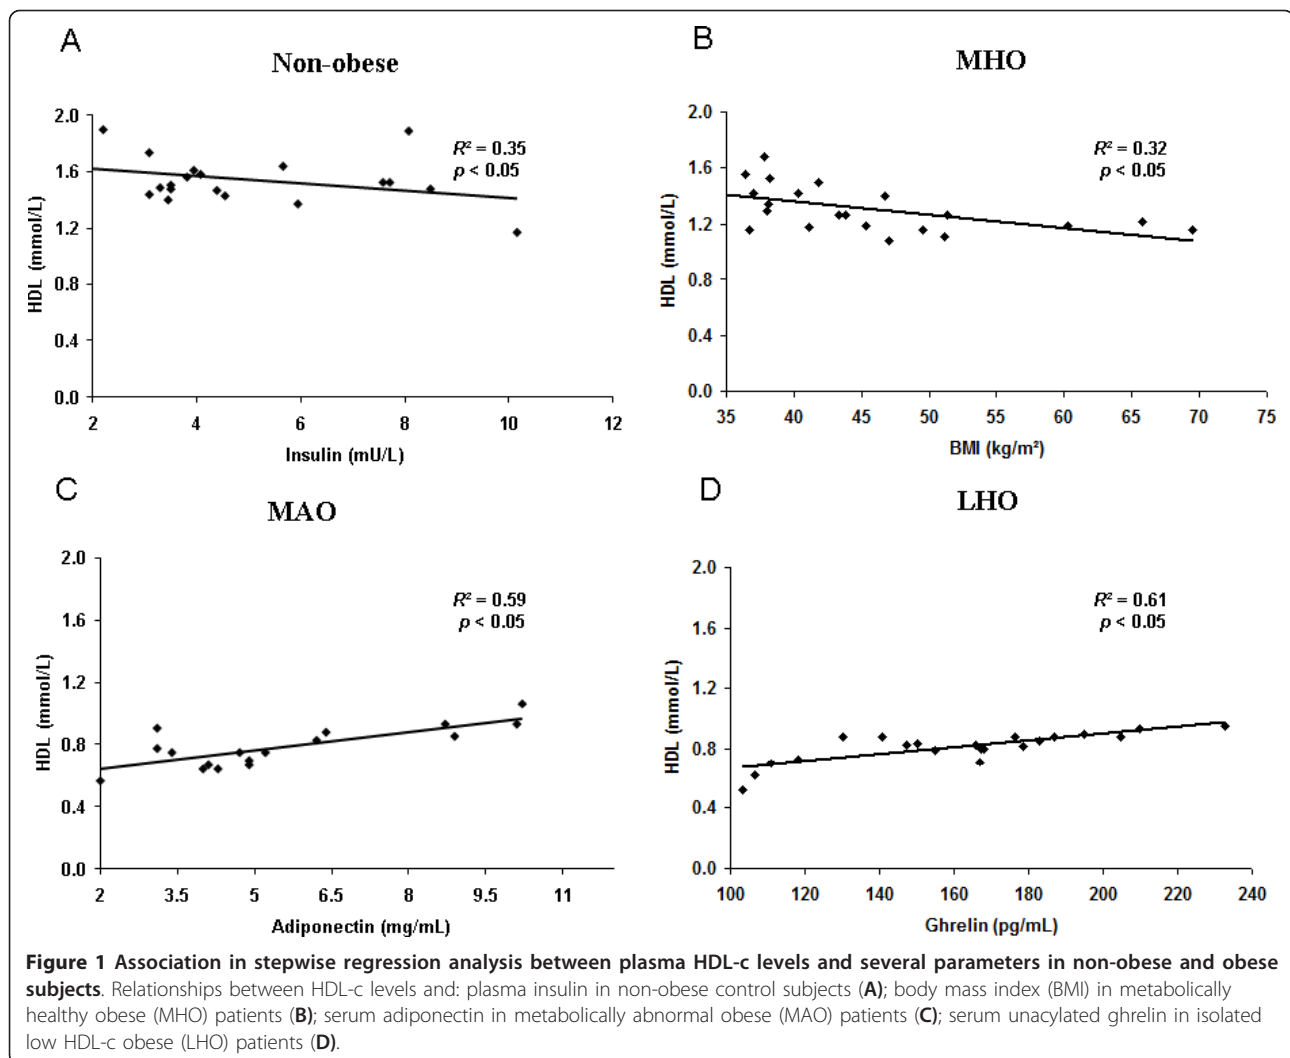 A
Non-obese
2.0
1.6
1.2
0.8
0.4
0.0
HDL (mmol/L)
R² = 0.35
p < 0.05
2 4 6 8 10 12
Insulin (mU/L)
B
MHO
2.0
1.6
1.2
0.8
0.4
0.0
HDL (mmol/L)
R² = 0.32
p < 0.05
35 40 45 50 55 60 65 70 75
BMI (kg/m²)
C
MAO
2.0
1.6
1.2
0.8
0.4
0.0
HDL (mmol/L)
R² = 0.59
p < 0.05
2 3.5 5 6.5 8 9.5 11
Adiponectin (mg/mL)
D
LHO
2.0
1.6
1.2
0.8
0.4
0.0
HDL (mmol/L)
R² = 0.61
p < 0.05
100 120 140 160 180 200 220 240
Ghrelin (pg/mL)
Figure 1 Association in stepwise regression analysis between plasma HDL-c levels and several parameters in non-obese and obese
subjects. Relationships between HDL-c levels and: plasma insulin in non-obese control subjects (A); body mass index (BMI) in metabolically
healthy obese (MHO) patients (B); serum adiponectin in metabolically abnormal obese (MAO) patients (C); serum unacylated ghrelin in isolated
low HDL-c obese (LHO) patients (D).